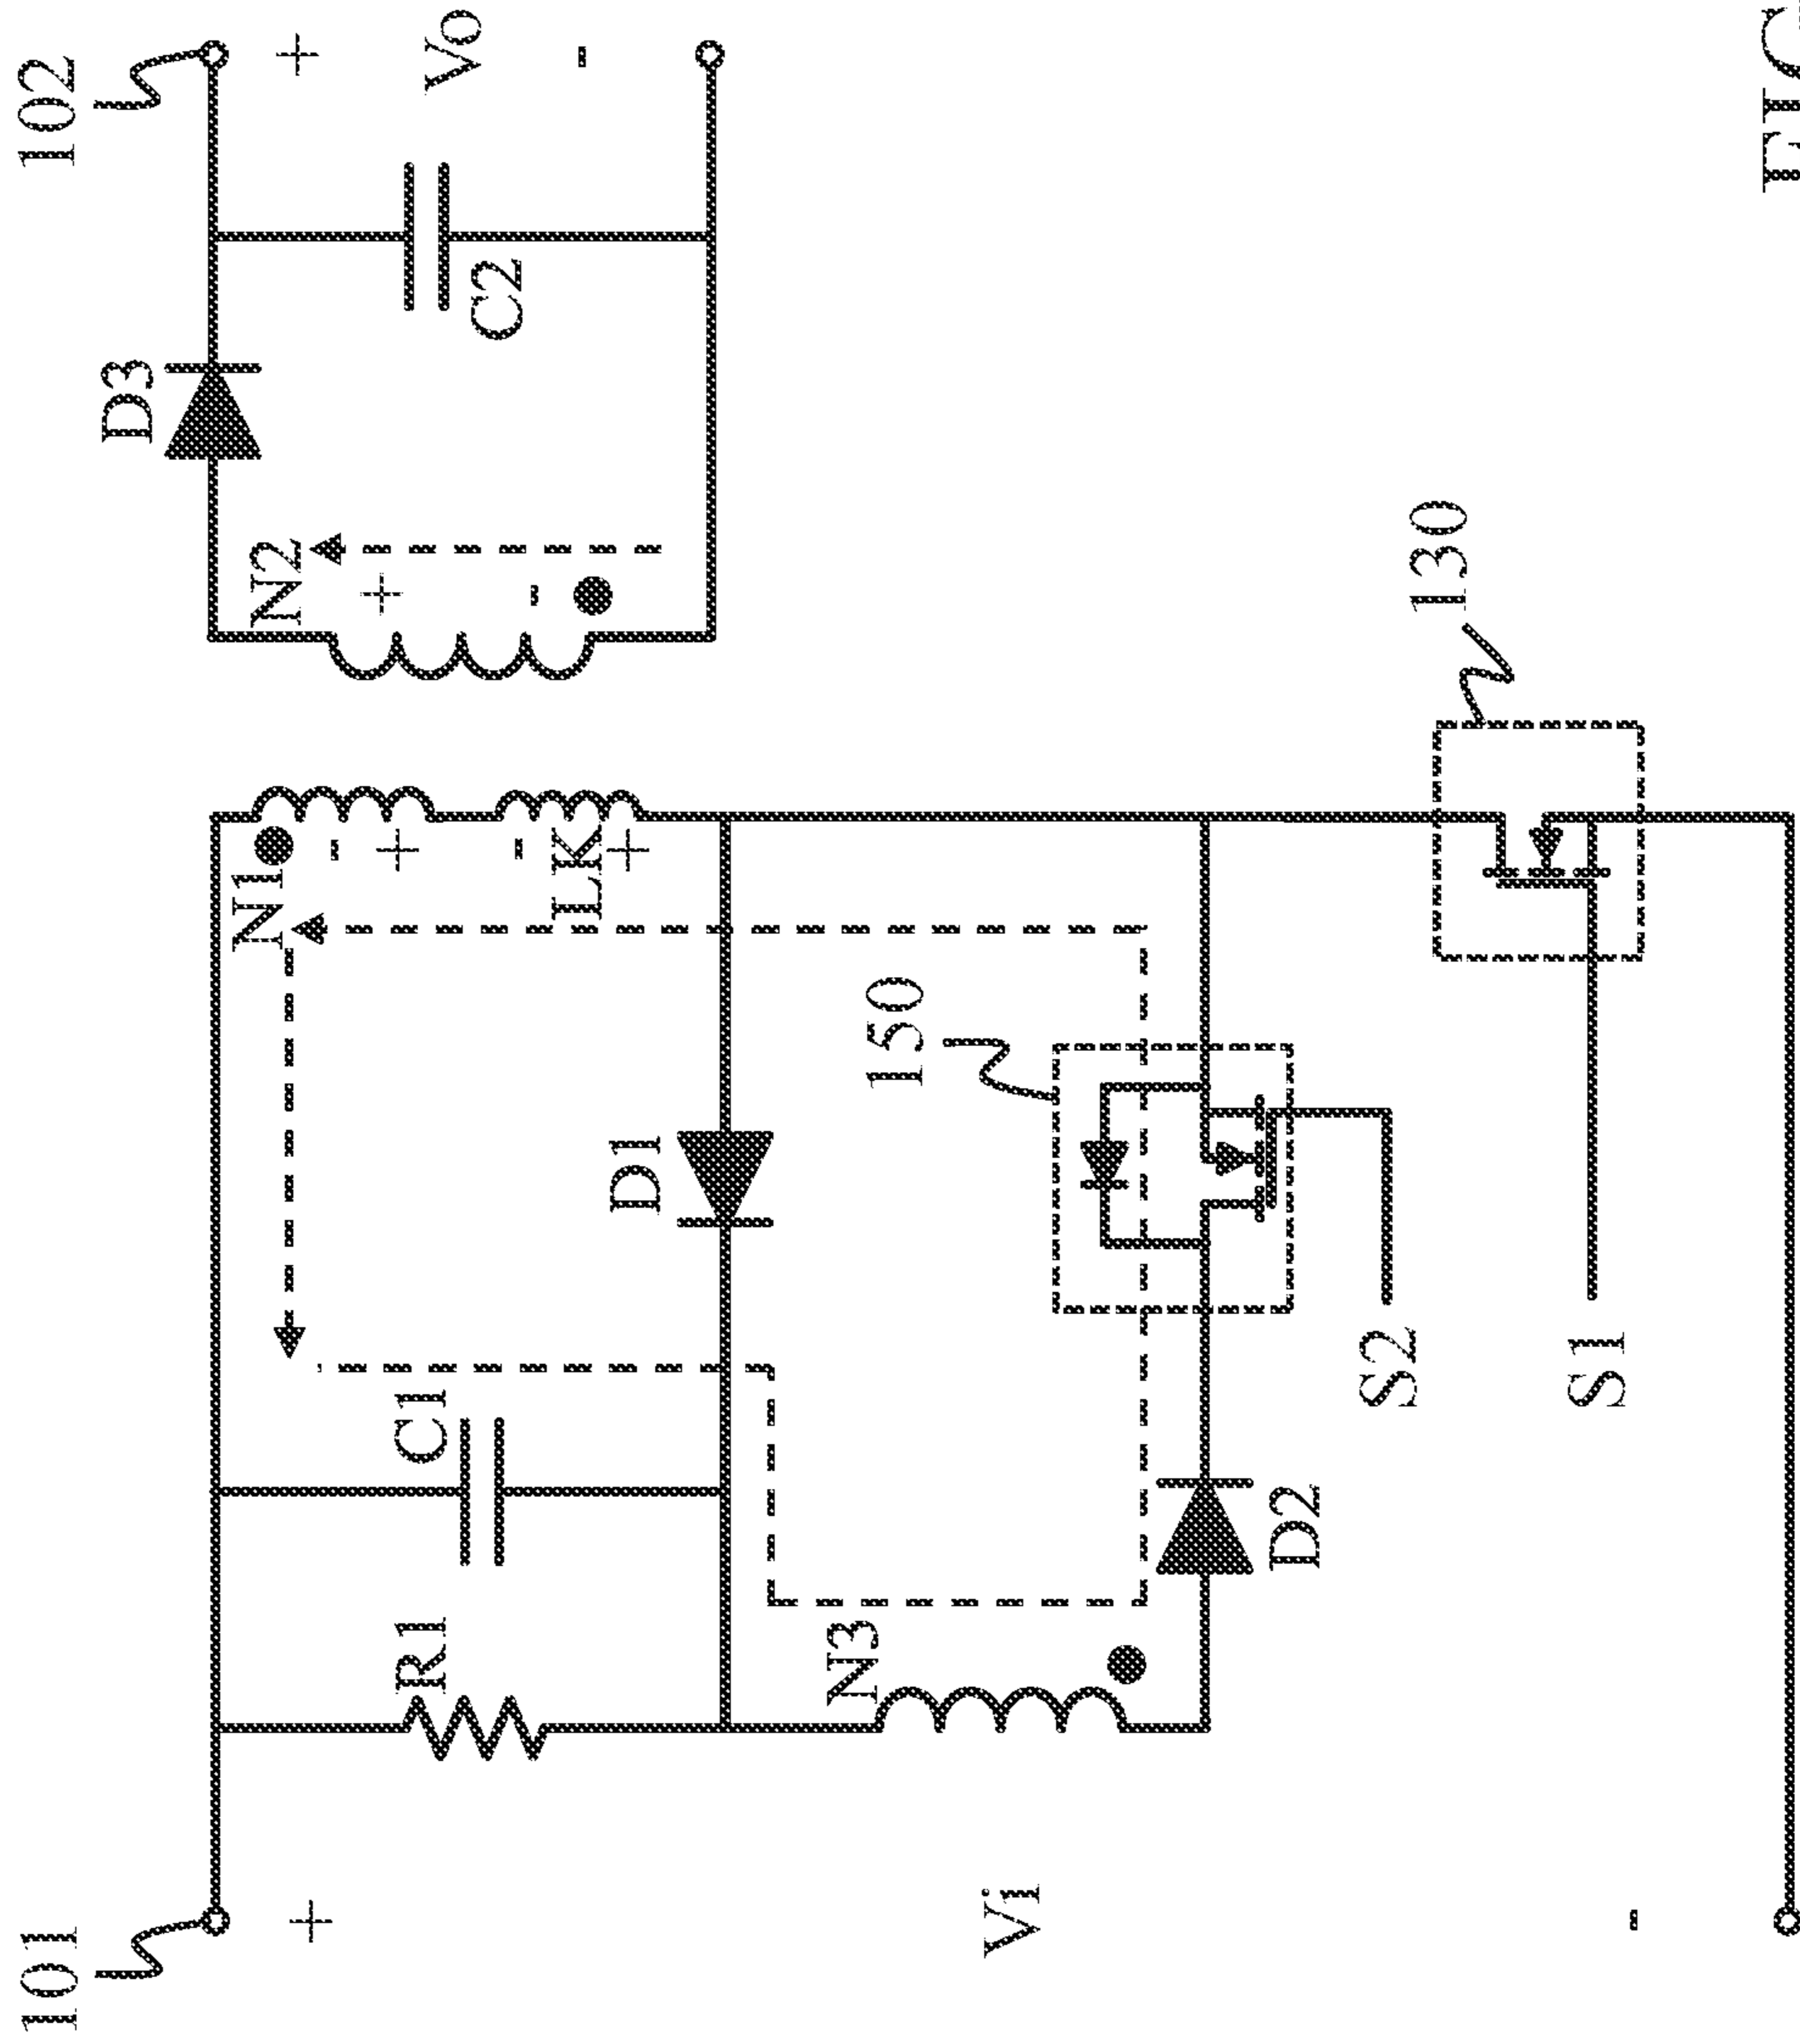 101
102
+
Vi
-
R1
C1
N1
-
+
-
LK
+
D1
N3
D2
150
S2
S1
130
N2
+
-
D3
C2
+
Vo
-
FIG